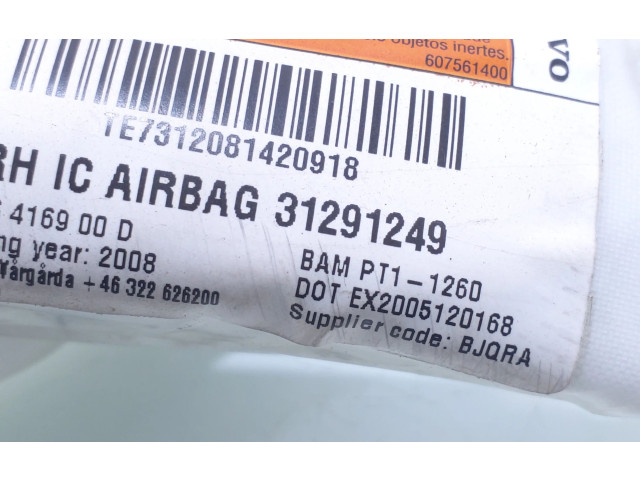 objetos inertes.
607561400
VO
TE7312081420918
RH IC AIRBAG 31291249
4169 00 D
ng year: 2008
BAM PT1-1260
Vårgårda +46 322 626200
DOT EX2005120168
Supplier code: BJQRA